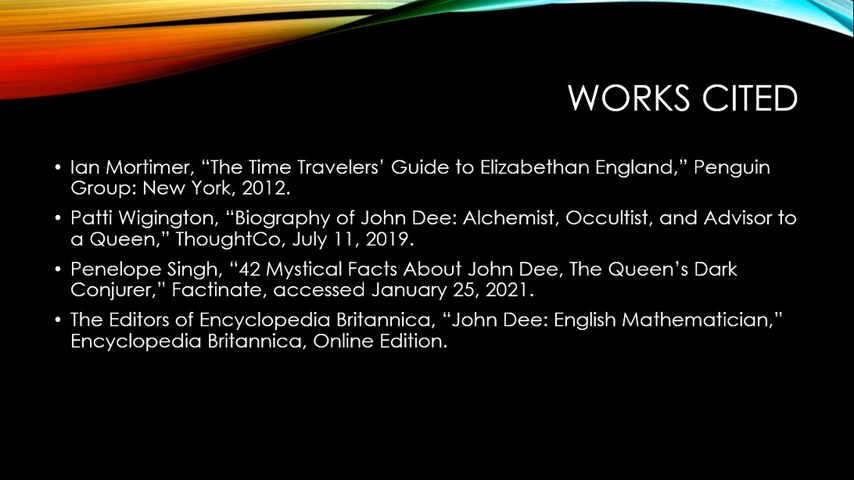 WORKS CITED
• Ian Mortimer, “The Time Travelers’ Guide to Elizabethan England,” Penguin
Group: New York, 2012.
• Patti Wigington, “Biography of John Dee: Alchemist, Occultist, and Advisor to
a Queen,” ThoughtCo, July 11, 2019.
• Penelope Singh, “42 Mystical Facts About John Dee, The Queen’s Dark
Conjurer,” Factinate, accessed January 25, 2021.
• The Editors of Encyclopedia Britannica, “John Dee: English Mathematician,”
Encyclopedia Britannica, Online Edition.